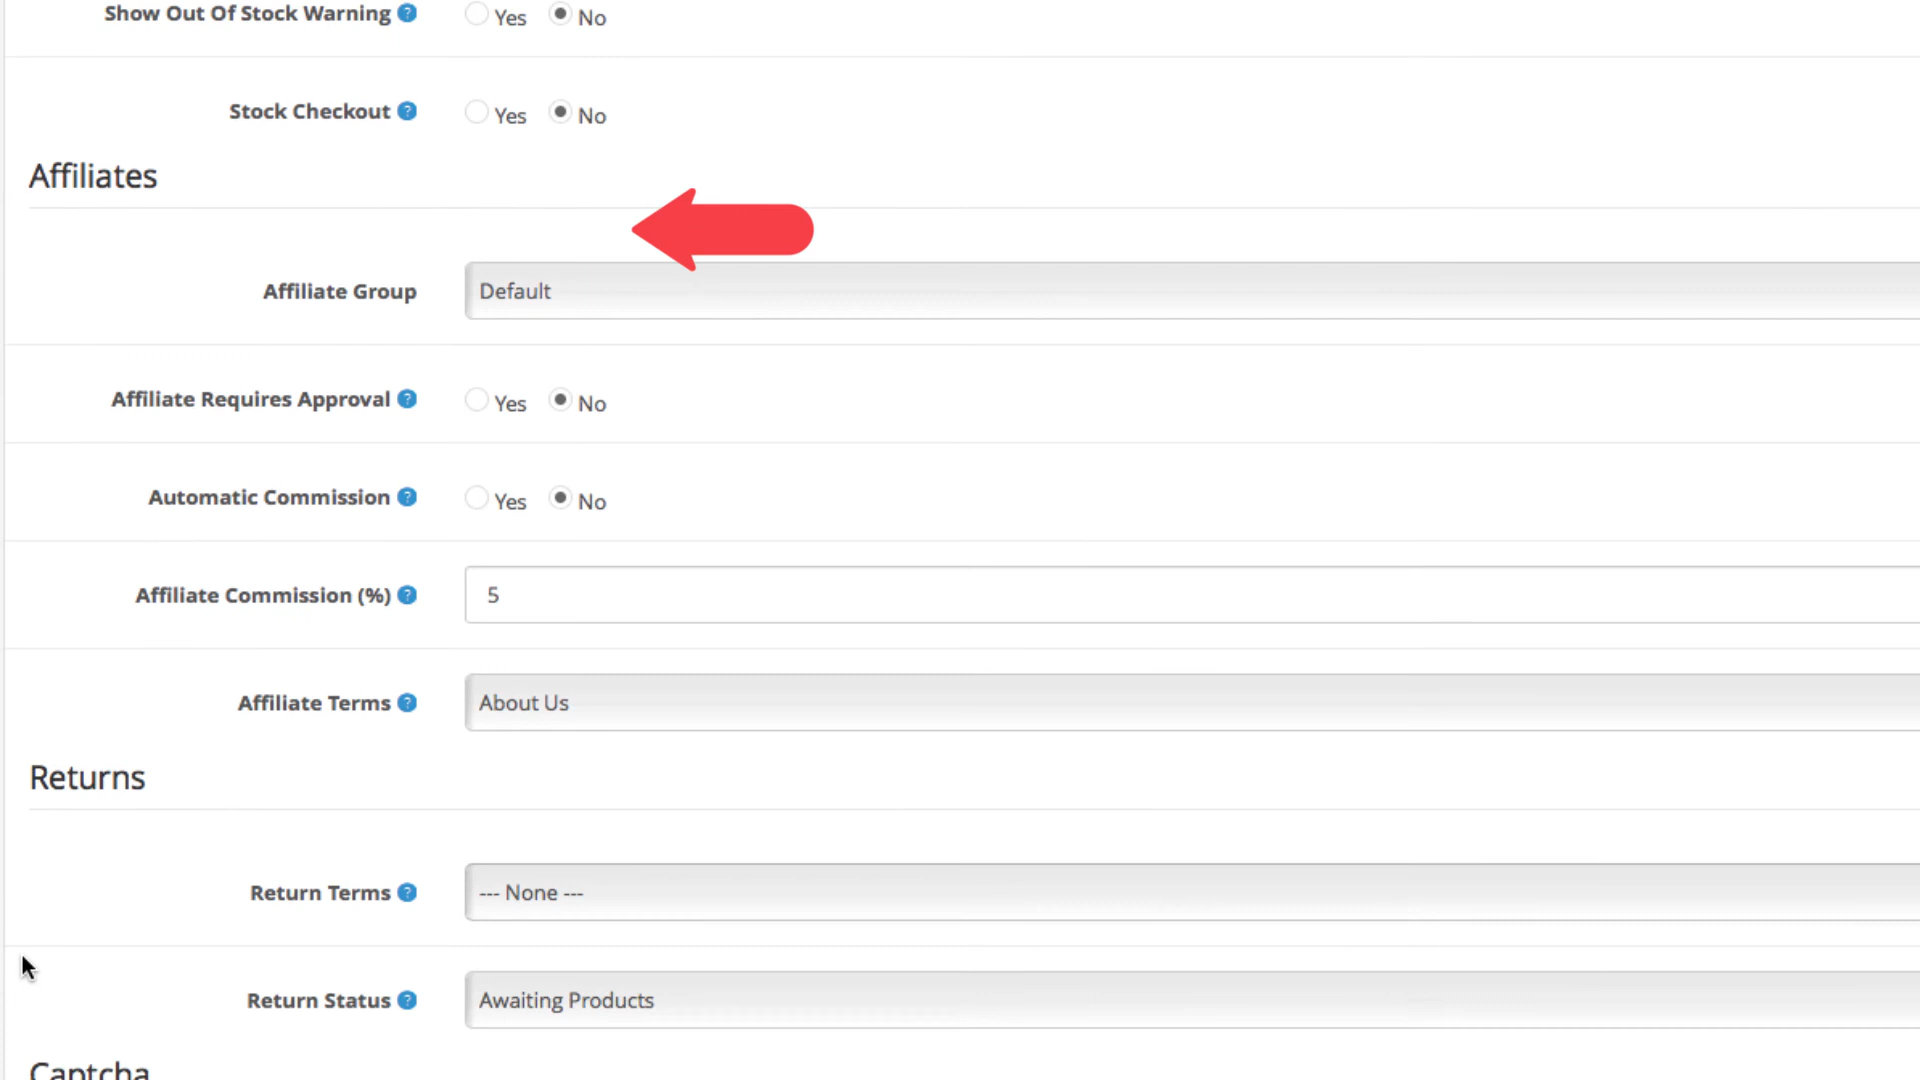 Show Out Of Stock Warning ? Yes No
Stock Checkout ? Yes No
Affiliates
Affiliate Group Default
Affiliate Requires Approval ? Yes No
Automatic Commission ? Yes No
Affiliate Commission (%) ? 5
Affiliate Terms ? About Us
Returns
Return Terms ? --- None ---
Return Status ? Awaiting Products
Captcha